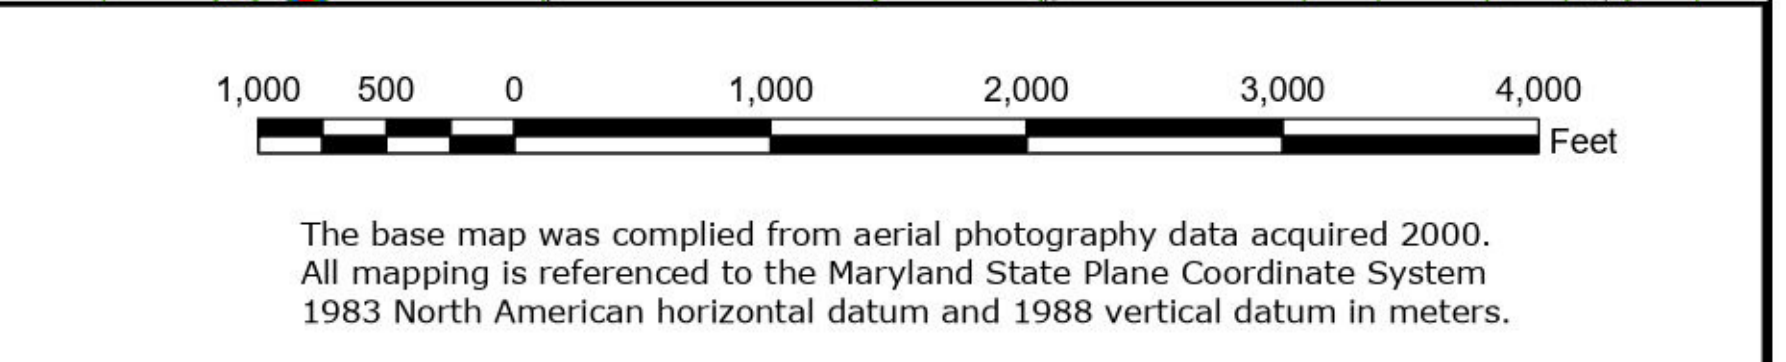 1,000 500 0 1,000 2,000 3,000 4,000
Feet
The base map was complied from aerial photography data acquired 2000.
All mapping is referenced to the Maryland State Plane Coordinate System
1983 North American horizontal datum and 1988 vertical datum in meters.